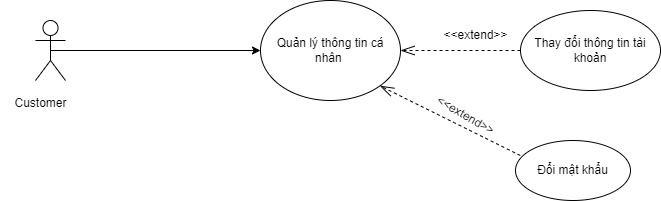 Quản lý thông tin cá
nhân
<<extend>>
Thay đổi thông tin tài
khoản
Customer
<<extend>>
Đổi mật khẩu